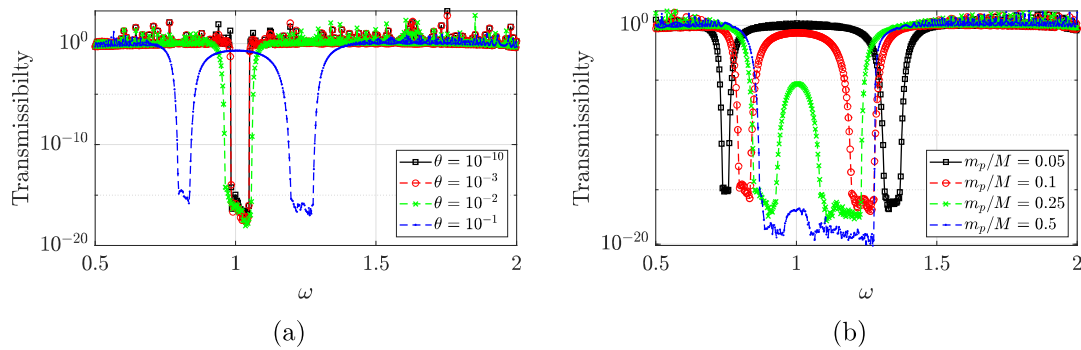 Transmissibilty
10^0
10^{-10}
10^{-20}
0.5 1 1.5 2
ω
θ = 10^{-10}
θ = 10^{-3}
θ = 10^{-2}
θ = 10^{-1}
(a)
Transmissibilty
10^0
10^{-10}
10^{-20}
0.5 1 1.5 2
ω
m_p/M = 0.05
m_p/M = 0.1
m_p/M = 0.25
m_p/M = 0.5
(b)